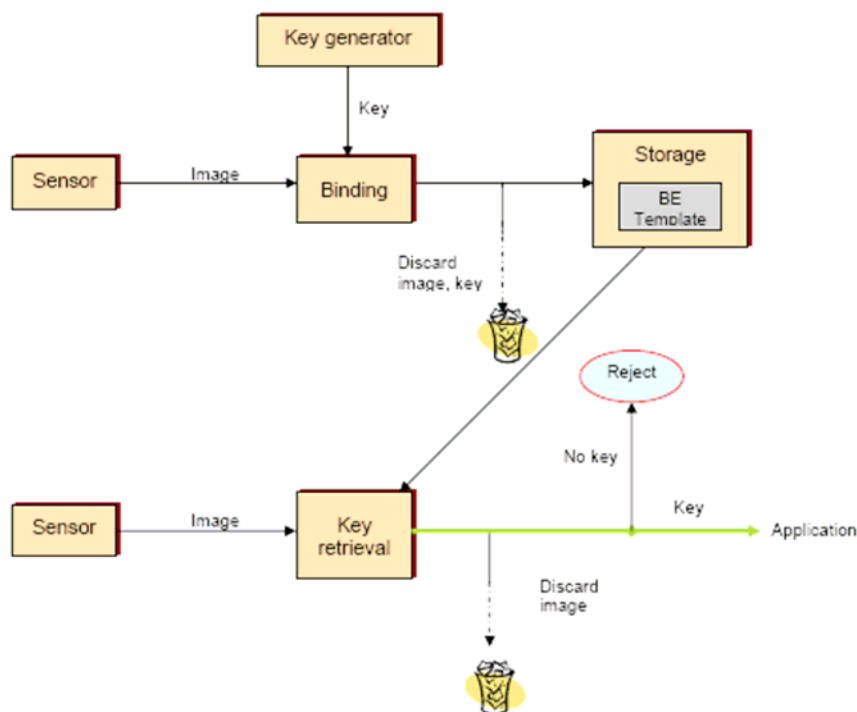 Key generator
Key
Sensor
Image
Binding
Storage
BE
Template
Discard
image, key
Reject
No key
Sensor
Image
Key
retrieval
Key
Application
Discard
image